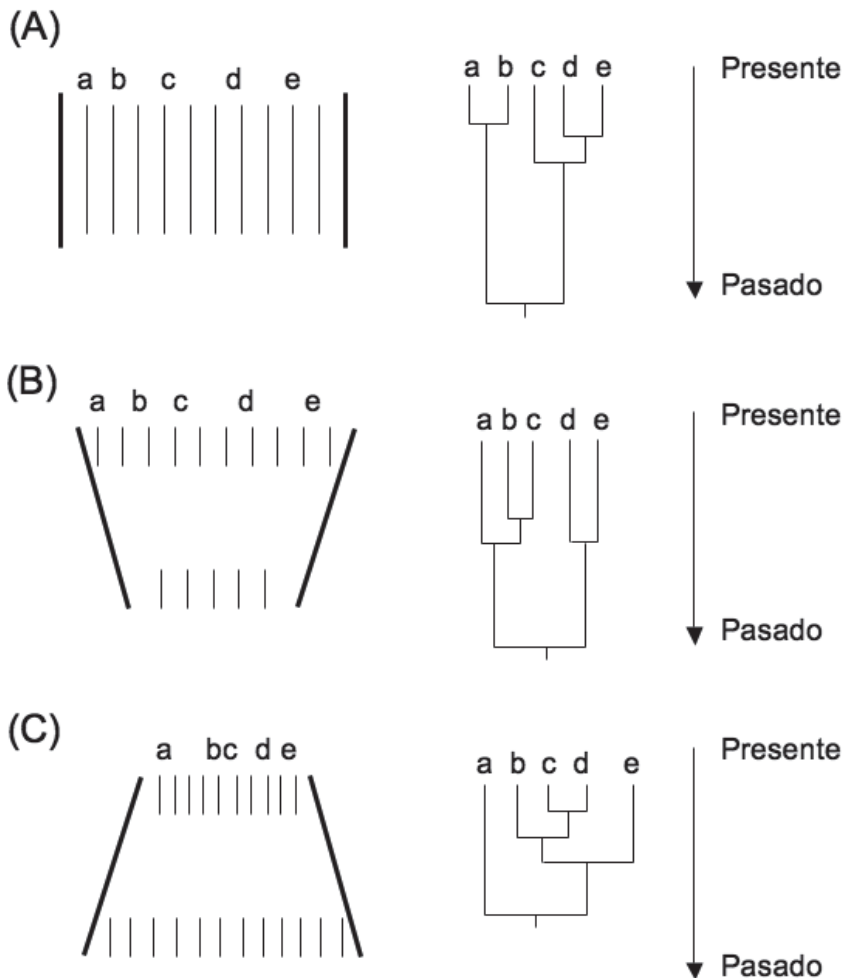 (A)
a b c d e
a b c d e
Presente
Pasado
(B)
a b c d e
a b c d e
Presente
Pasado
(C)
a bc d e
a b c d e
Presente
Pasado